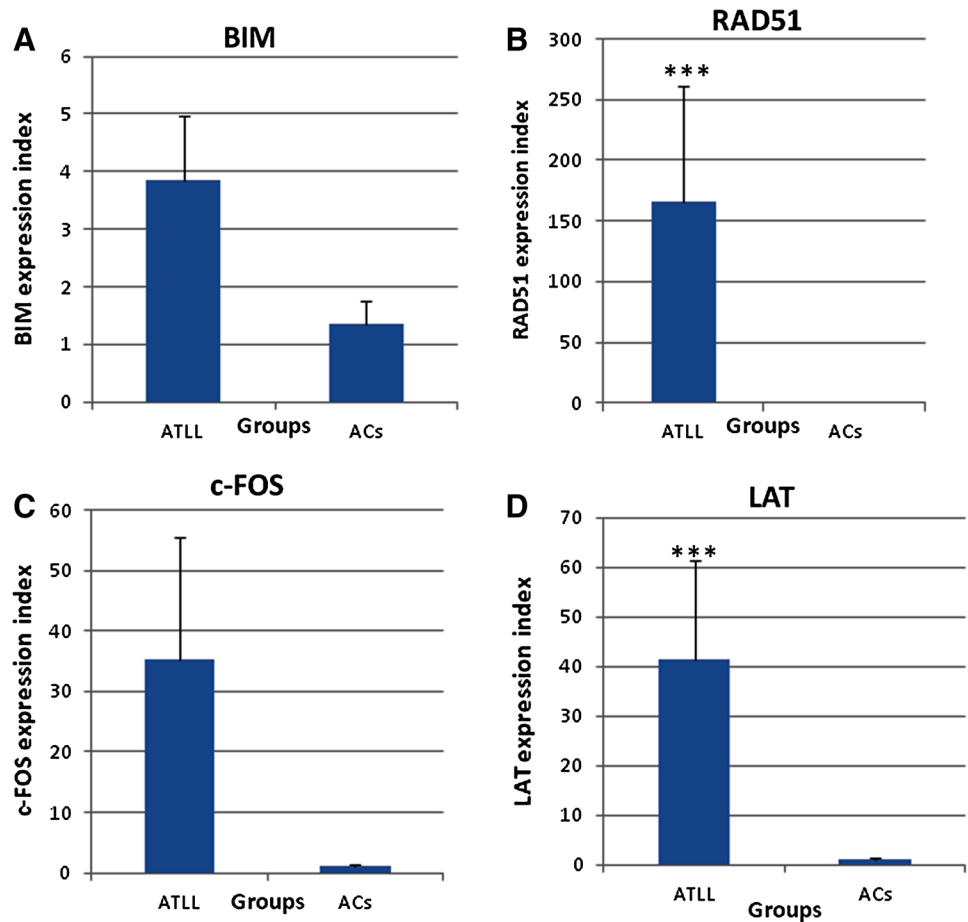 A
BIM
BIM expression index
6
5
4
3
2
1
0
ATLL
Groups
ACs
B
RAD51
RAD51 expression index
300
250
200
150
100
50
0
***
ATLL
Groups
ACs
C
c-FOS
c-FOS expression index
60
50
40
30
20
10
0
ATLL
Groups
ACs
D
LAT
LAT expression index
70
60
50
40
30
20
10
0
***
ATLL
Groups
ACs